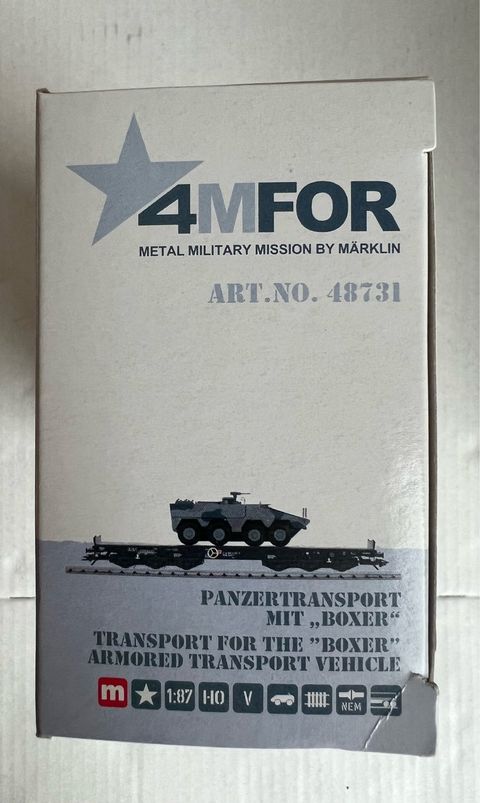 4MFOR
METAL MILITARY MISSION BY MÄRKLIN
ART.NO. 48731
PANZERTRANSPORT
MIT „BOXER“
TRANSPORT FOR THE ”BOXER”
ARMORED TRANSPORT VEHICLE
m 1:87 H0 V NEM